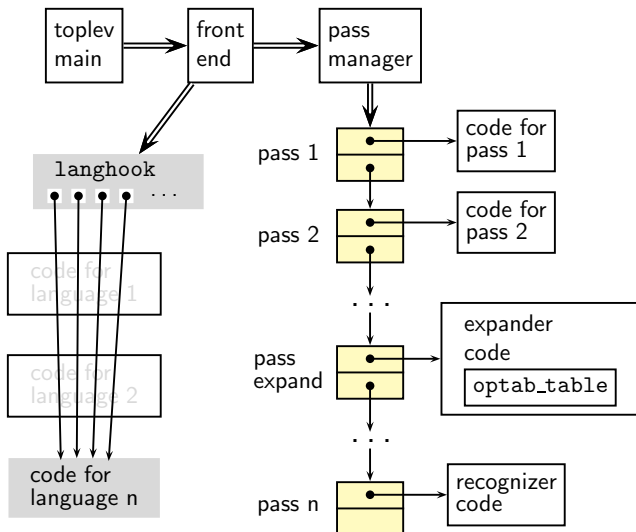 toplev
main
front
end
pass
manager
langhook
. . .
pass 1
code for
pass 1
pass 2
code for
pass 2
code for
language 1
. . .
code for
language 2
pass
expand
expander
code
optab_table
. . .
code for
language n
pass n
recognizer
code